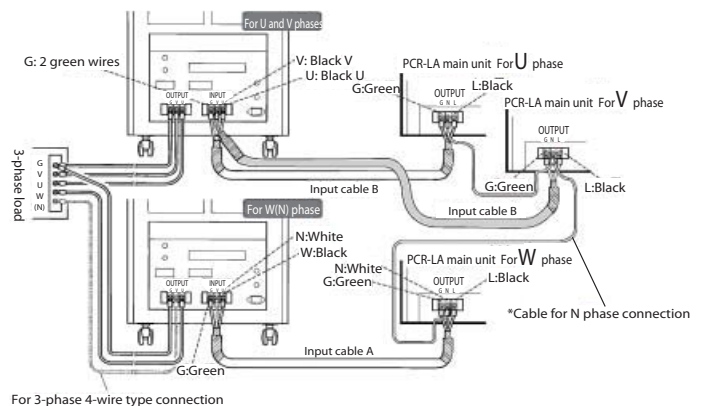 For U and V phases
G: 2 green wires
V: Black V
U: Black U
OUTPUT
G V U
INPUT
G V U
PCR-LA main unit For U phase
G:Green
L:Black
OUTPUT
G N L
PCR-LA main unit For V phase
OUTPUT
G N L
G:Green
L:Black
3-phase load
G
V
U
W
(N)
Input cable B
Input cable B
For W(N) phase
N:White
W:Black
OUTPUT
INPUT
G:Green
PCR-LA main unit For W phase
N:White
G:Green
L:Black
OUTPUT
G N L
*Cable for N phase connection
Input cable A
For 3-phase 4-wire type connection